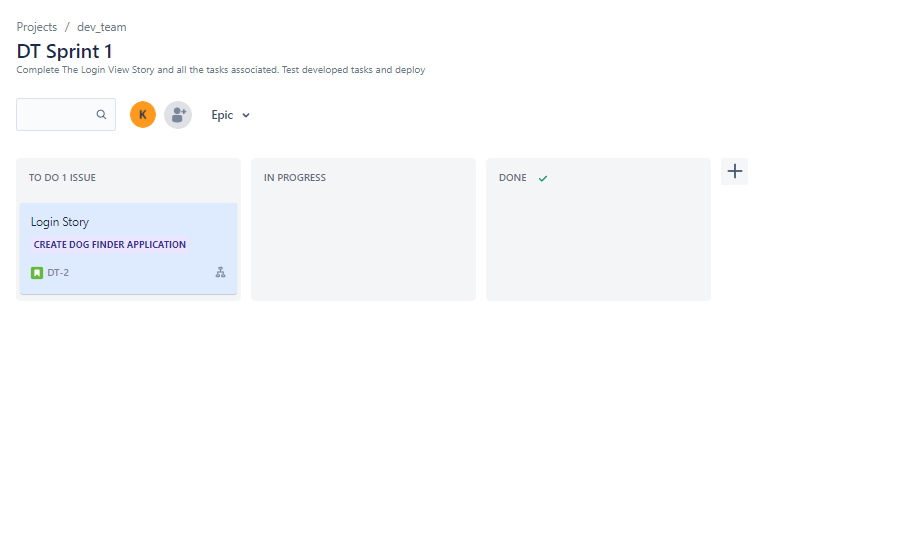 Projects / dev_team
DT Sprint 1
Complete The Login View Story and all the tasks associated. Test developed tasks and deploy
K
Epic
TO DO 1 ISSUE
Login Story
CREATE DOG FINDER APPLICATION
DT-2
IN PROGRESS
DONE